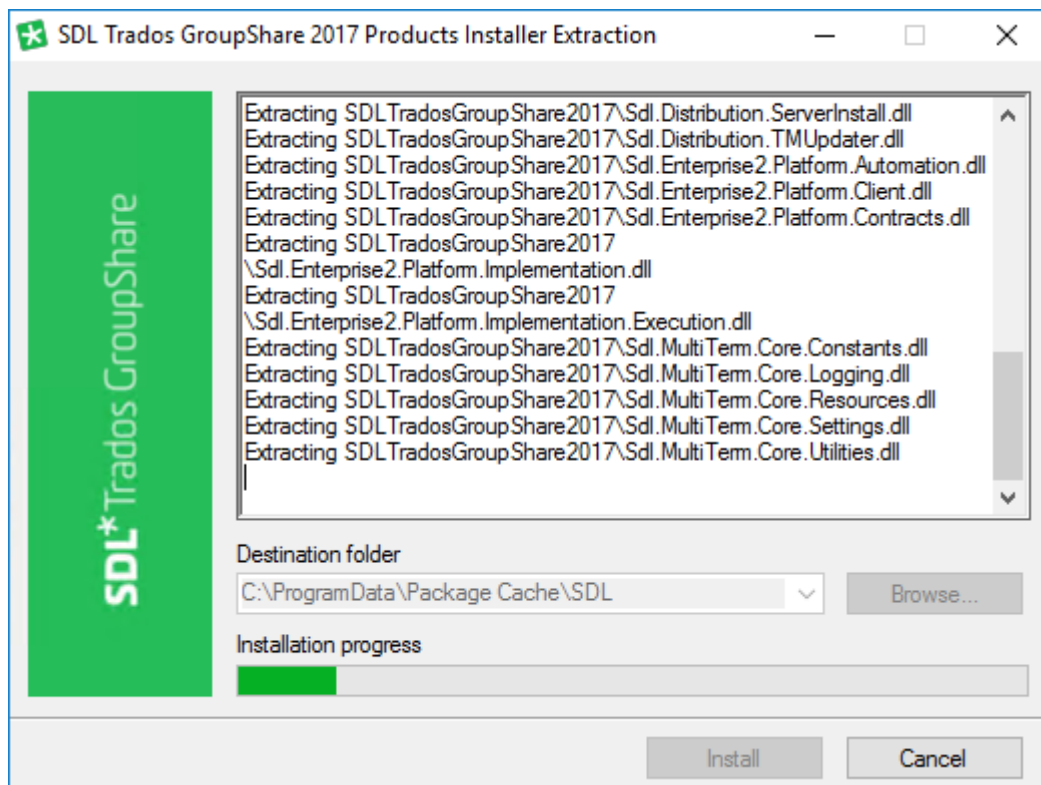 SDL Trados GroupShare 2017 Products Installer Extraction
SDL*Trados GroupShare
Extracting SDLTradosGroupShare2017\Sdl.Distribution.ServerInstall.dll
Extracting SDLTradosGroupShare2017\Sdl.Distribution.TMUpdater.dll
Extracting SDLTradosGroupShare2017\Sdl.Enterprise2.Platform.Automation.dll
Extracting SDLTradosGroupShare2017\Sdl.Enterprise2.Platform.Client.dll
Extracting SDLTradosGroupShare2017\Sdl.Enterprise2.Platform.Contracts.dll
Extracting SDLTradosGroupShare2017
\Sdl.Enterprise2.Platform.Implementation.dll
Extracting SDLTradosGroupShare2017
\Sdl.Enterprise2.Platform.Implementation.Execution.dll
Extracting SDLTradosGroupShare2017\Sdl.MultiTerm.Core.Constants.dll
Extracting SDLTradosGroupShare2017\Sdl.MultiTerm.Core.Logging.dll
Extracting SDLTradosGroupShare2017\Sdl.MultiTerm.Core.Resources.dll
Extracting SDLTradosGroupShare2017\Sdl.MultiTerm.Core.Settings.dll
Extracting SDLTradosGroupShare2017\Sdl.MultiTerm.Core.Utilities.dll
Destination folder
C:\ProgramData\Package Cache\SDL
Browse...
Installation progress
Install
Cancel